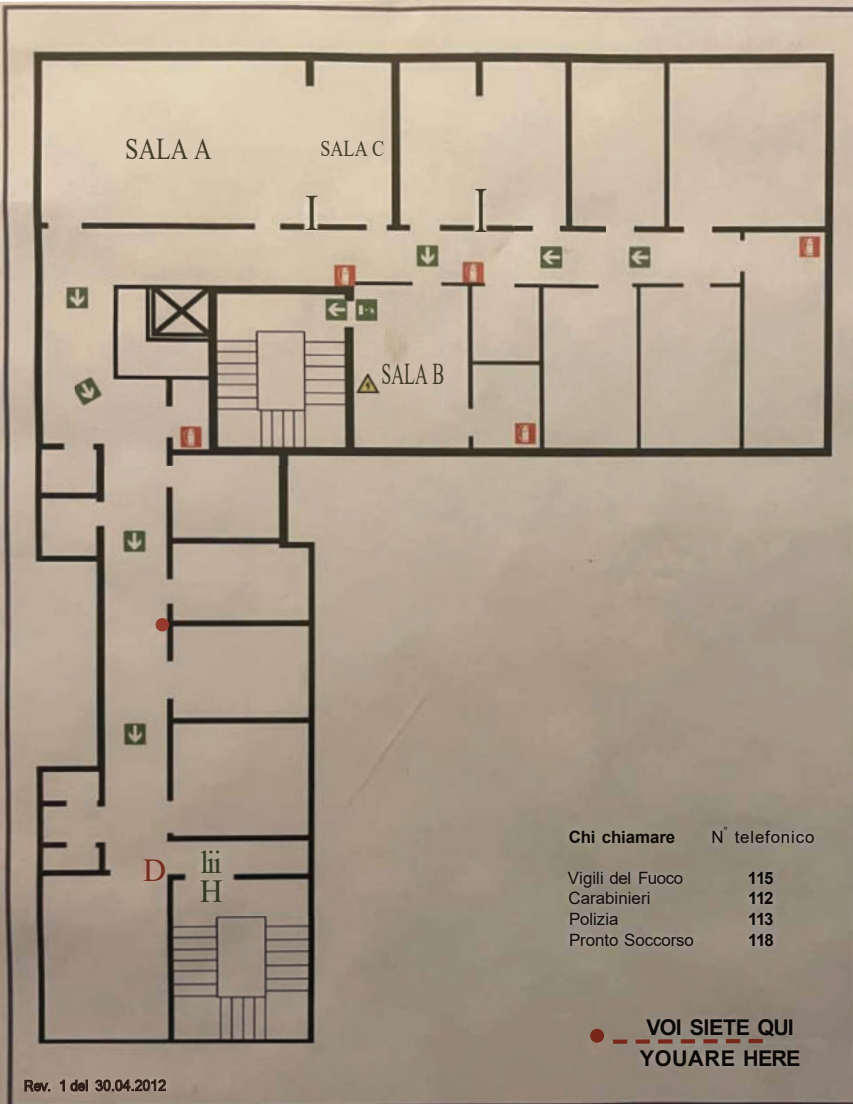 SALA A
SALA C
I
I
SALA B
D
lii
H
Chi chiamare N° telefonico
Vigili del Fuoco 115
Carabinieri 112
Polizia 113
Pronto Soccorso 118
VOI SIETE QUI
YOUARE HERE
Rev. 1 del 30.04.2012